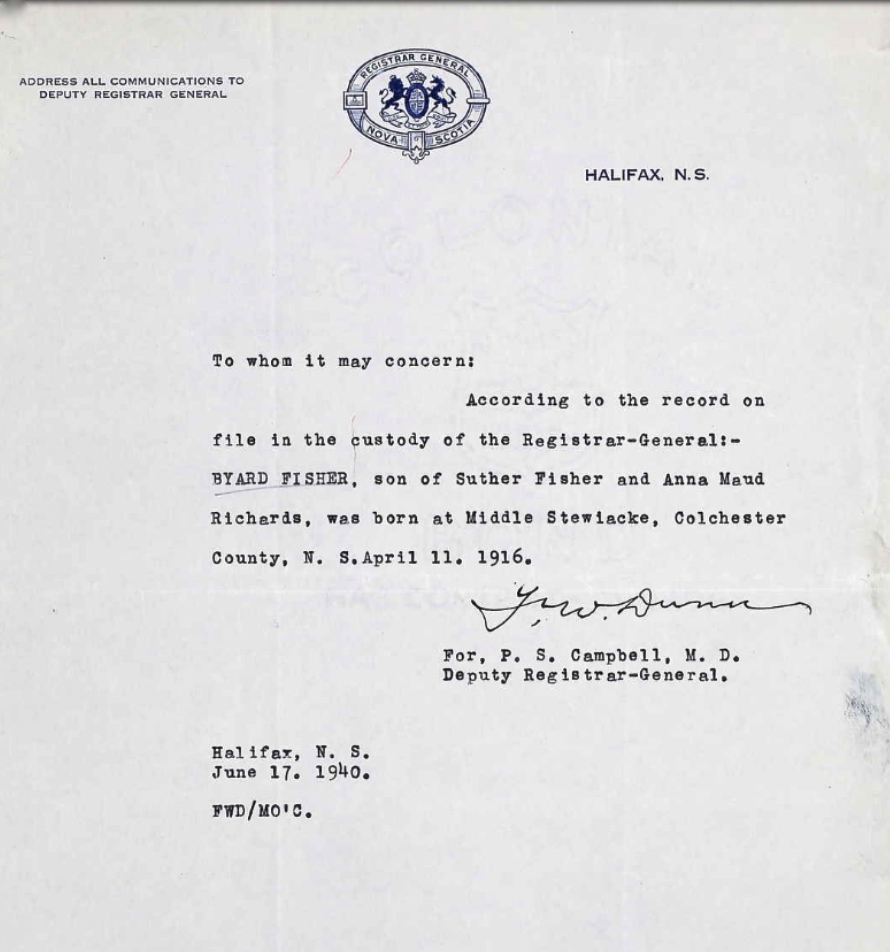 ADDRESS ALL COMMUNICATIONS TO
DEPUTY REGISTRAR GENERAL
REGISTRAR GENERAL
NOVA SCOTIA
HALIFAX, N.S.
To whom it may concern:
According to the record on
file in the custody of the Registrar-General:-
BYARD FISHER, son of Suther Fisher and Anna Maud
Richards, was born at Middle Stewiacke, Colchester
County, N. S.April 11. 1916.
F. W. Dunn
For, P. S. Campbell, M. D.
Deputy Registrar-General.
Halifax, N. S.
June 17. 1940.
FWD/MO'C.